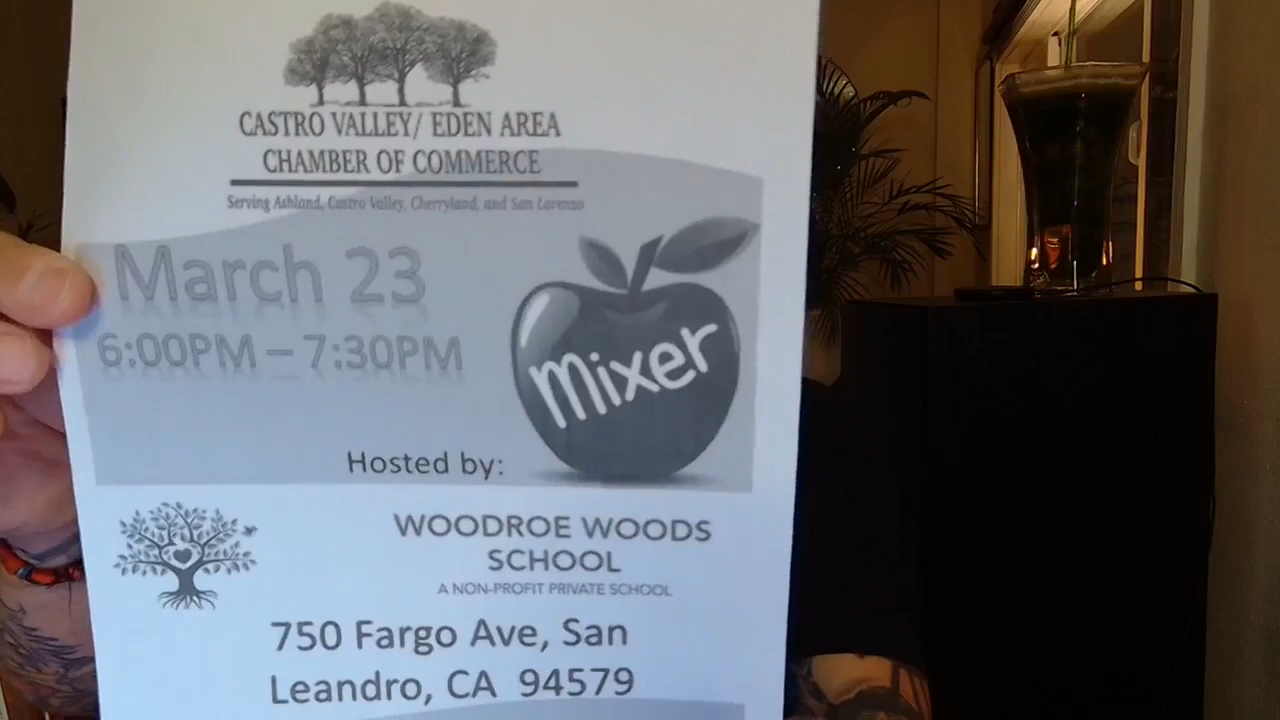 CASTRO VALLEY/ EDEN AREA
CHAMBER OF COMMERCE
Serving Ashland, Castro Valley, Cherryland, and San Lorenzo
March 23
6:00PM – 7:30PM
Mixer
Hosted by:
WOODROE WOODS
SCHOOL
A NON-PROFIT PRIVATE SCHOOL
750 Fargo Ave, San
Leandro, CA 94579